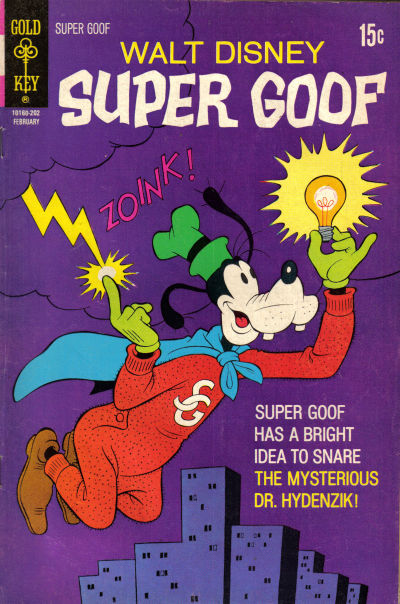 GOLD
KEY
®
10160-202
FEBRUARY
SUPER GOOF
15¢
WALT DISNEY
SUPER GOOF
ZOINK!
SG
SUPER GOOF
HAS A BRIGHT
IDEA TO SNARE
THE MYSTERIOUS
DR. HYDENZIK!